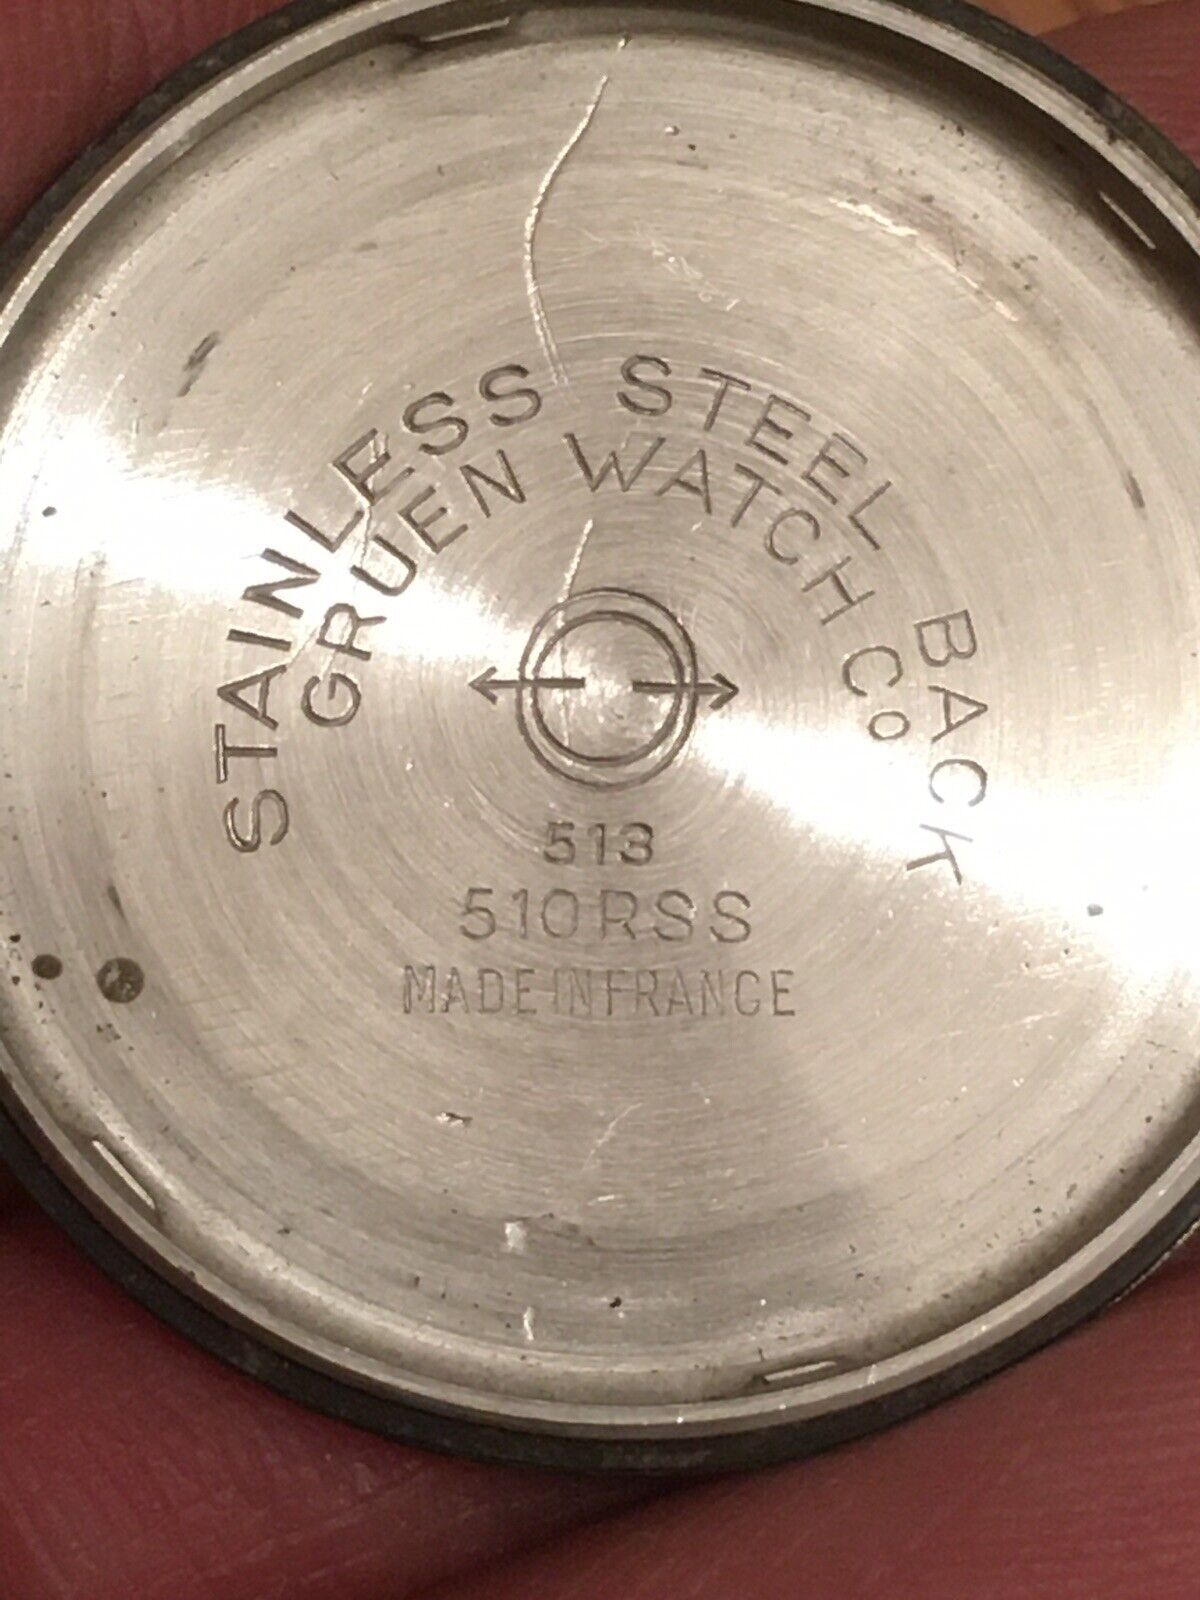 STAINLESS STEEL BACK
GRUEN WATCH Co
513
510RSS
MADE IN FRANCE